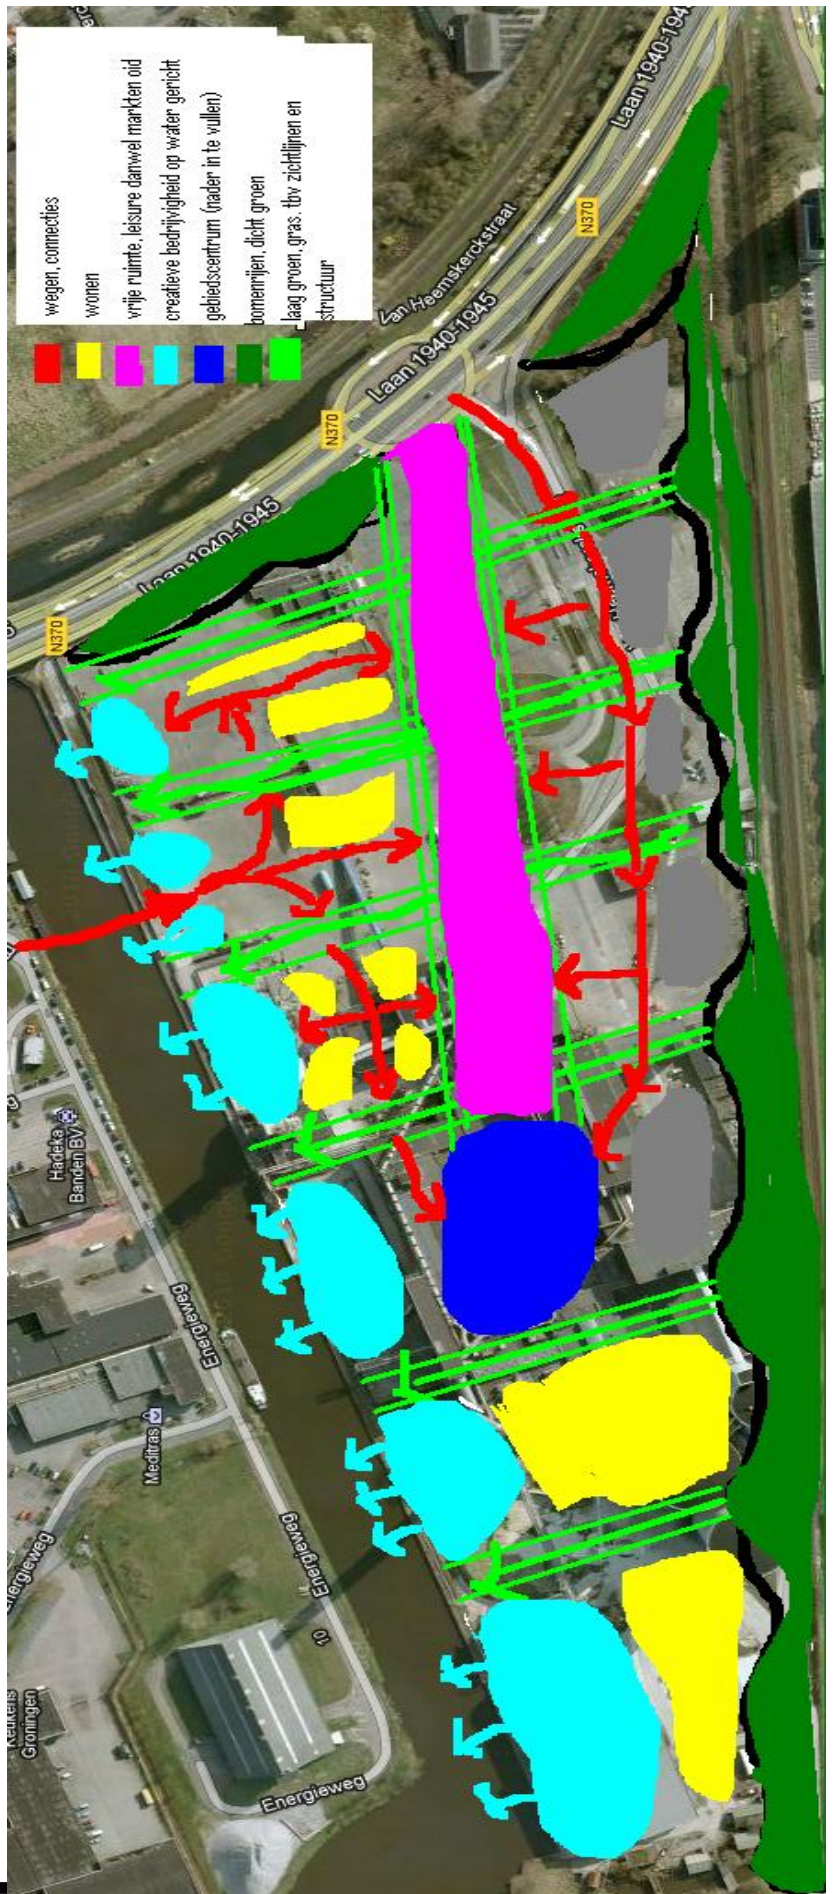 wegen, connecties
wonen
vrije ruimte, leisure danwel markten oid
creatieve bedrijvigheid op water gericht
gebiedscentrum (nader in te vullen)
bomenrijen, dicht groen
laag groen, gras. tbv zichtlijnen en
structuur
Laan 1940-194
N370
Van Heemskerckstraat
Laan 1940-1945
N370
Laan 1940-1945
N370
Hadeka
Banden BV
Energieweg
Meditras
Energieweg
Energieweg
10
Energieweg
Keukens
Groningen
Energieweg